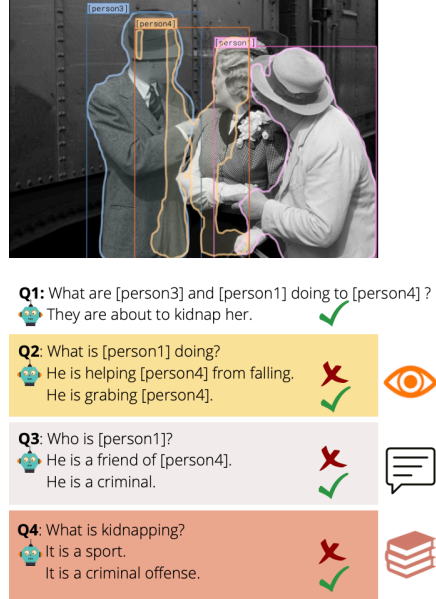 [person3]
[person4]
[person1]
Q1: What are [person3] and [person1] doing to [person4] ?
They are about to kidnap her.
Q2: What is [person1] doing?
He is helping [person4] from falling.
He is grabing [person4].
Q3: Who is [person1]?
He is a friend of [person4].
He is a criminal.
Q4: What is kidnapping?
It is a sport.
It is a criminal offense.